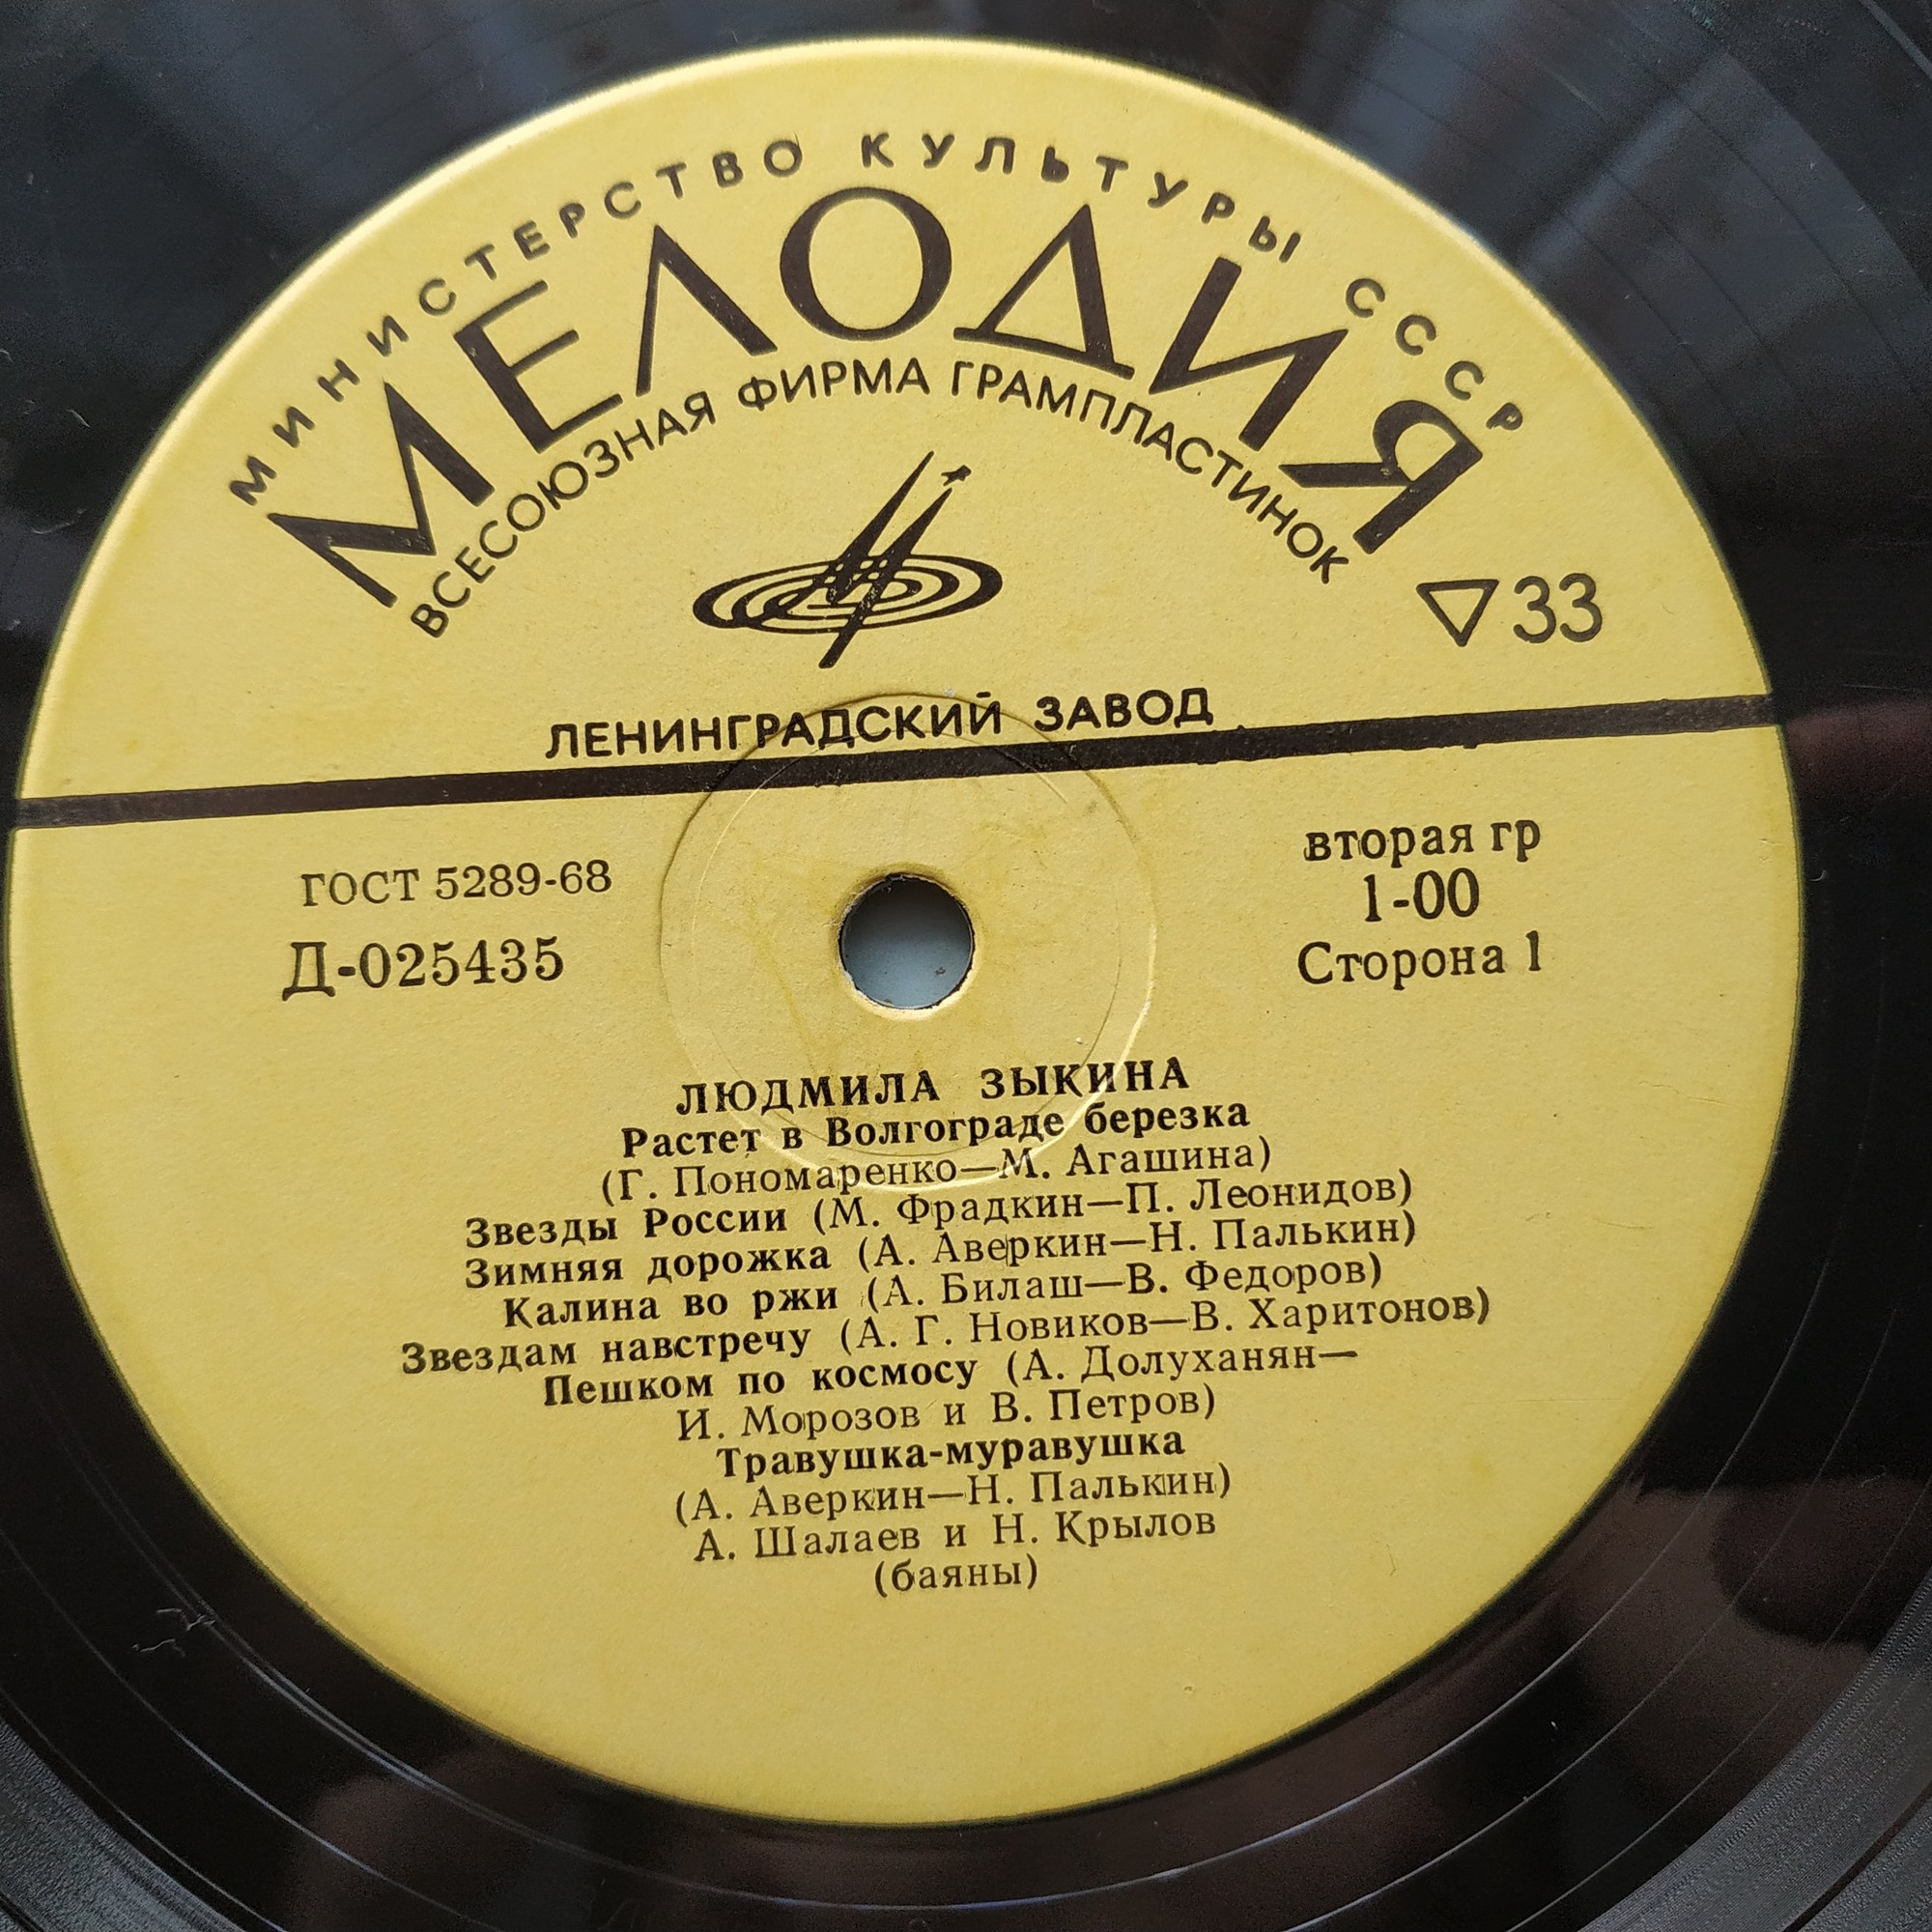 МИНИСТЕРСТВО КУЛЬТУРЫ СССР
МЕЛОДИЯ
ВСЕСОЮЗНАЯ ФИРМА ГРАМПЛАСТИНОК
▽33
ЛЕНИНГРАДСКИЙ ЗАВОД
ГОСТ 5289-68
Д-025435
вторая гр
1-00
Сторона 1
ЛЮДМИЛА ЗЫКИНА
Растет в Волгограде березка
(Г. Пономаренко—М. Агашина)
Звезды России (М. Фрадкин—П. Леонидов)
Зимняя дорожка (А. Аверкин—Н. Палькин)
Калина во ржи (А. Билаш—В. Федоров)
Звездам навстречу (А. Г. Новиков—В. Харитонов)
Пешком по космосу (А. Долуханян—
И. Морозов и В. Петров)
Травушка-муравушка
(А. Аверкин—Н. Палькин)
А. Шалаев и Н. Крылов
(баяны)